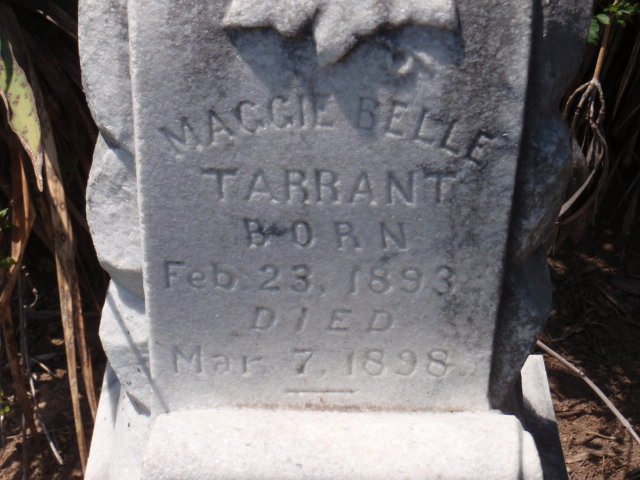 MAGGIE BELLE
TARRANT
BORN
Feb. 23, 1893
DIED
Mar 7, 1898